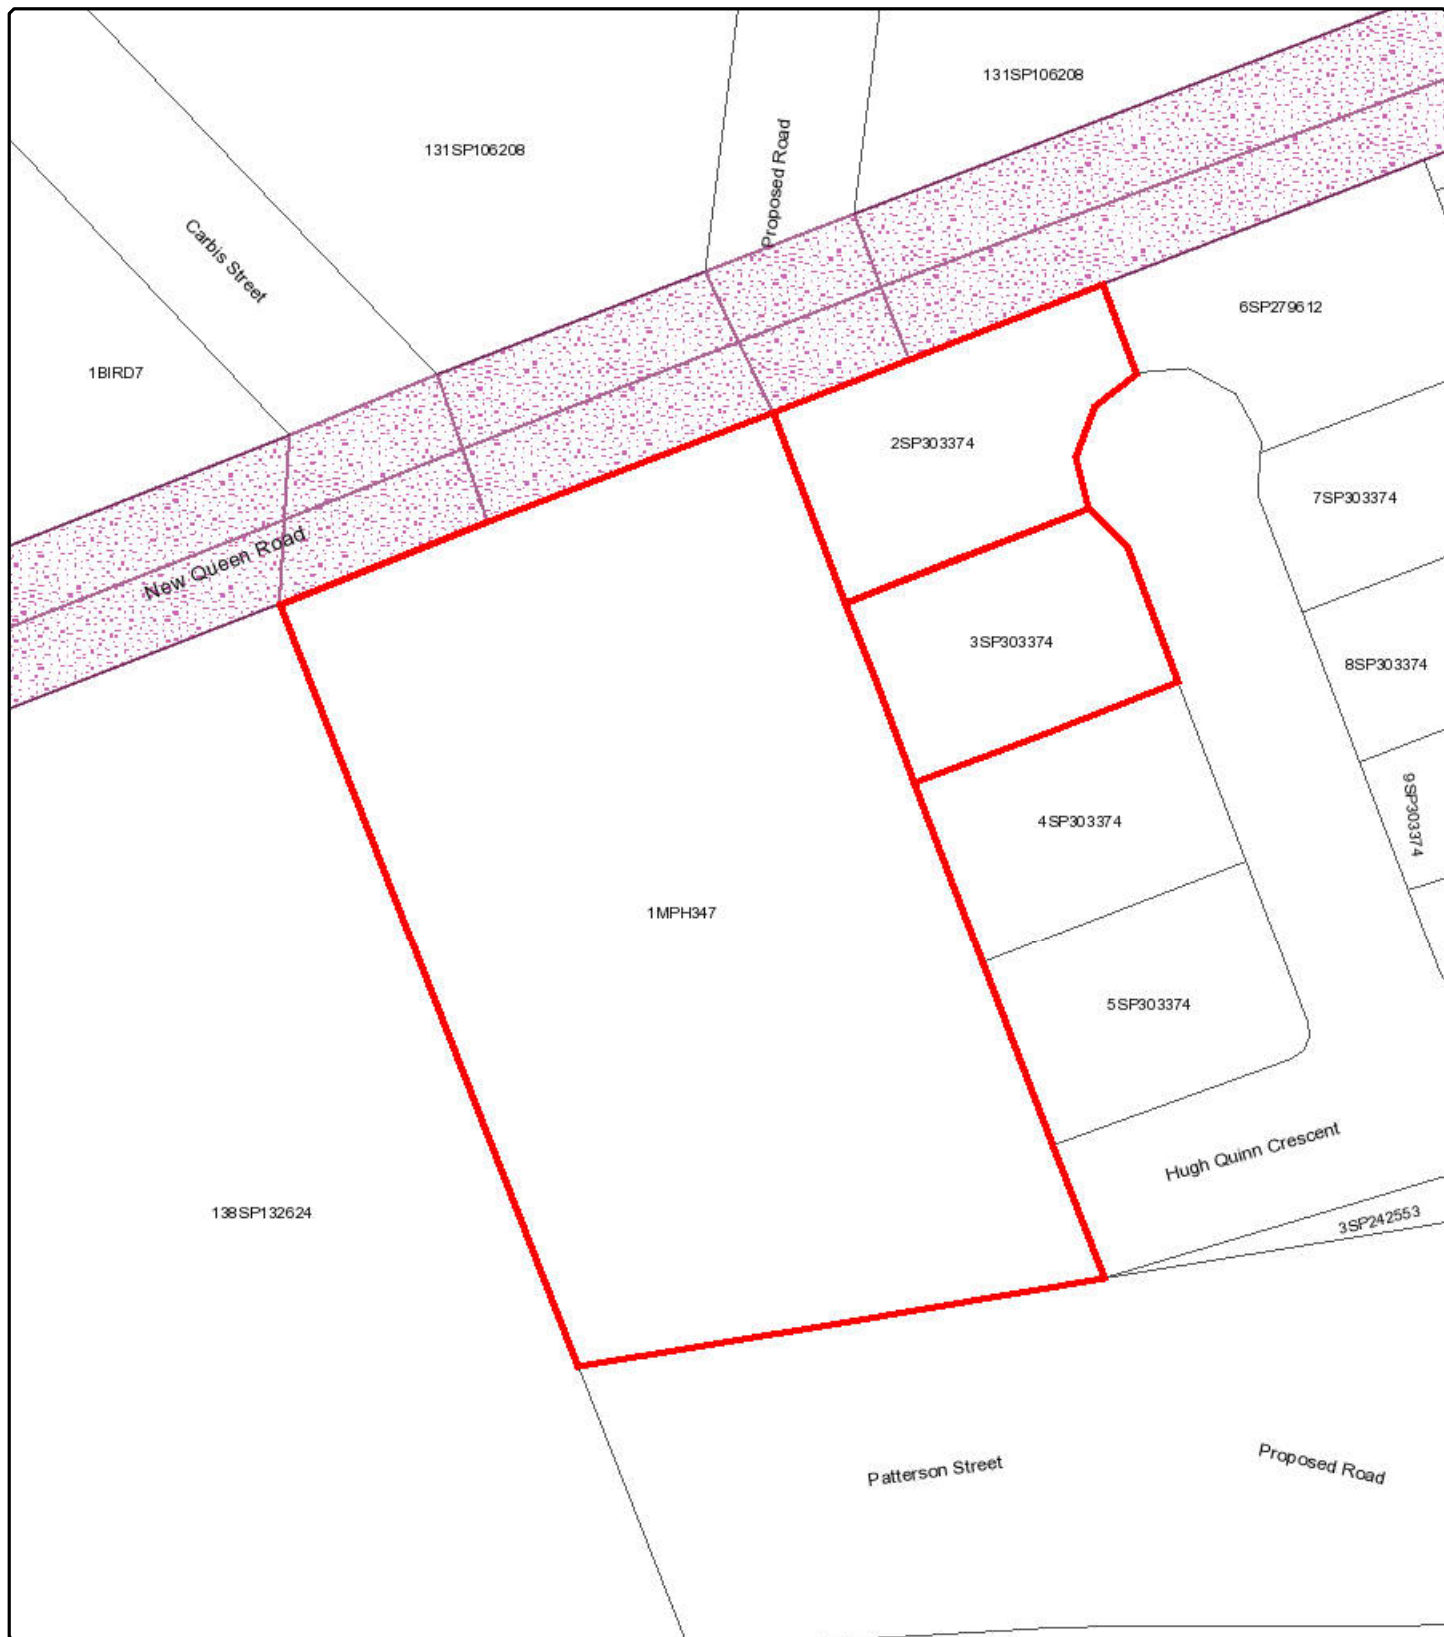 131SP106208
131SP106208
Proposed Road
Carbis Street
1BIRD7
6SP279612
2SP303374
7SP303374
New Queen Road
3SP303374
8SP303374
9SP303374
4SP303374
1MPH347
5SP303374
Hugh Quinn Crescent
138SP132624
3SP242553
Patterson Street
Proposed Road